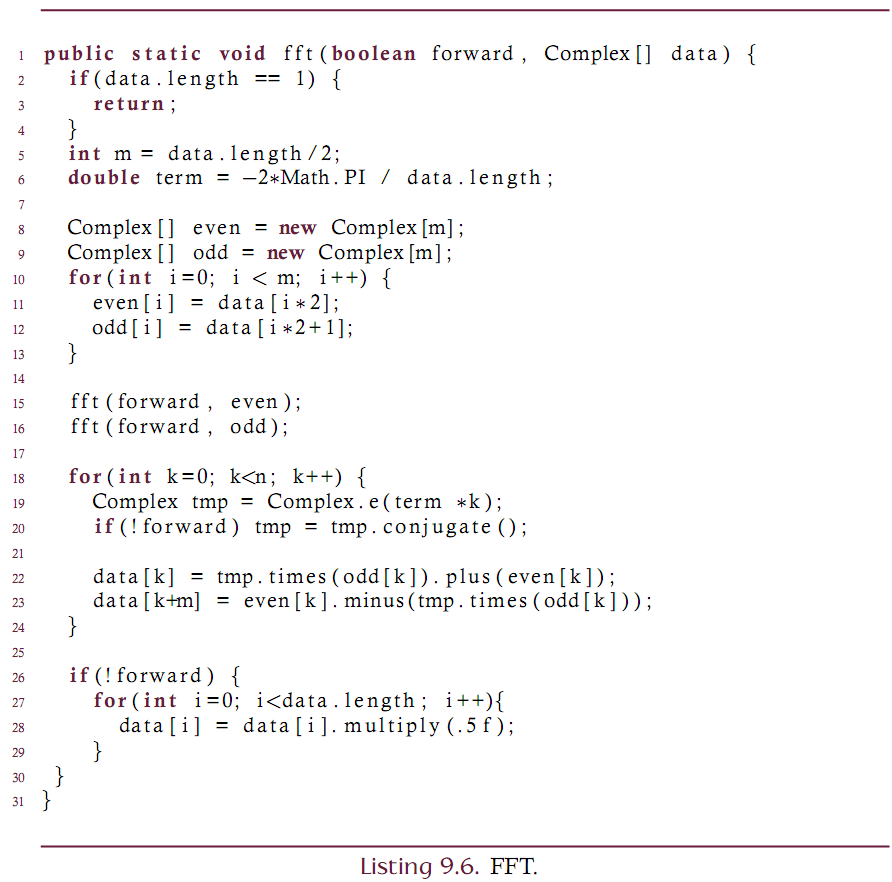 1 public static void fft(boolean forward, Complex[] data) {
2   if(data.length == 1) {
3     return;
4   }
5   int m = data.length/2;
6   double term = −2*Math.PI / data.length;
7
8   Complex[] even = new Complex[m];
9   Complex[] odd = new Complex[m];
10   for(int i=0; i < m; i++) {
11     even[i] = data[i*2];
12     odd[i] = data[i*2+1];
13   }
14
15   fft(forward, even);
16   fft(forward, odd);
17
18   for(int k=0; k<n; k++) {
19     Complex tmp = Complex.e(term *k);
20     if(!forward) tmp = tmp.conjugate();
21
22     data[k] = tmp.times(odd[k]).plus(even[k]);
23     data[k+m] = even[k].minus(tmp.times(odd[k]));
24   }
25
26   if(!forward) {
27     for(int i=0; i<data.length; i++){
28       data[i] = data[i].multiply(.5f);
29     }
30  }
31 }
Listing 9.6. FFT.